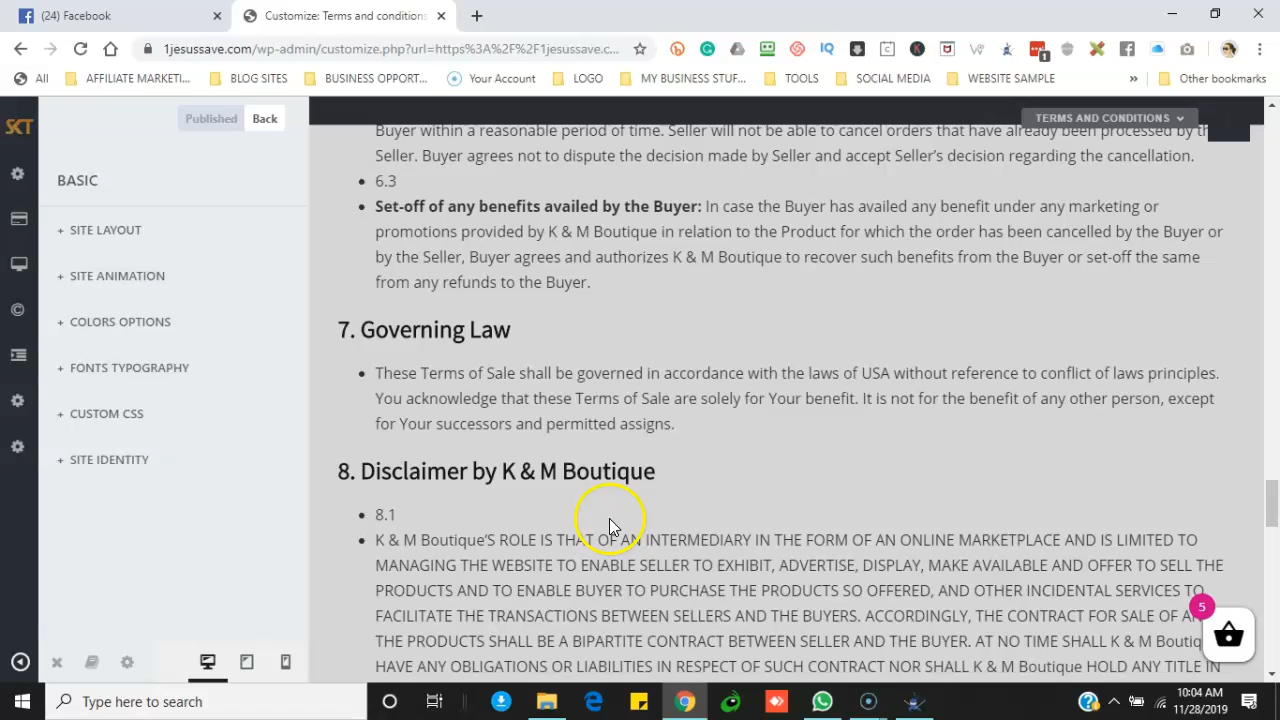 (24) Facebook
Customize: Terms and conditions
1jesussave.com/wp-admin/customize.php?url=https%3A%2F%2F1jesussave.c...
All
AFFILIATE MARKETI...
BLOG SITES
BUSINESS OPPORT...
Your Account
LOGO
MY BUSINESS STUF...
TOOLS
SOCIAL MEDIA
WEBSITE SAMPLE
»
Other bookmarks
SKT
Published
Back
BASIC
+ SITE LAYOUT
+ SITE ANIMATION
+ COLORS OPTIONS
+ FONTS TYPOGRAPHY
+ CUSTOM CSS
+ SITE IDENTITY
TERMS AND CONDITIONS
Buyer within a reasonable period of time. Seller will not be able to cancel orders that have already been processed by the
Seller. Buyer agrees not to dispute the decision made by Seller and accept Seller’s decision regarding the cancellation.
• 6.3
• Set-off of any benefits availed by the Buyer: In case the Buyer has availed any benefit under any marketing or
promotions provided by K & M Boutique in relation to the Product for which the order has been cancelled by the Buyer or
by the Seller, Buyer agrees and authorizes K & M Boutique to recover such benefits from the Buyer or set-off the same
from any refunds to the Buyer.
7. Governing Law
• These Terms of Sale shall be governed in accordance with the laws of USA without reference to conflict of laws principles.
You acknowledge that these Terms of Sale are solely for Your benefit. It is not for the benefit of any other person, except
for Your successors and permitted assigns.
8. Disclaimer by K & M Boutique
• 8.1
• K & M Boutique’S ROLE IS THAT OF AN INTERMEDIARY IN THE FORM OF AN ONLINE MARKETPLACE AND IS LIMITED TO
MANAGING THE WEBSITE TO ENABLE SELLER TO EXHIBIT, ADVERTISE, DISPLAY, MAKE AVAILABLE AND OFFER TO SELL THE
PRODUCTS AND TO ENABLE BUYER TO PURCHASE THE PRODUCTS SO OFFERED, AND OTHER INCIDENTAL SERVICES TO
FACILITATE THE TRANSACTIONS BETWEEN SELLERS AND THE BUYERS. ACCORDINGLY, THE CONTRACT FOR SALE OF
THE PRODUCTS SHALL BE A BIPARTITE CONTRACT BETWEEN SELLER AND THE BUYER. AT NO TIME SHALL K & M
HAVE ANY OBLIGATIONS OR LIABILITIES IN RESPECT OF SUCH CONTRACT NOR SHALL K & M Boutique HOLD ANY TITLE IN
5
Type here to search
10:04 AM
11/28/2019